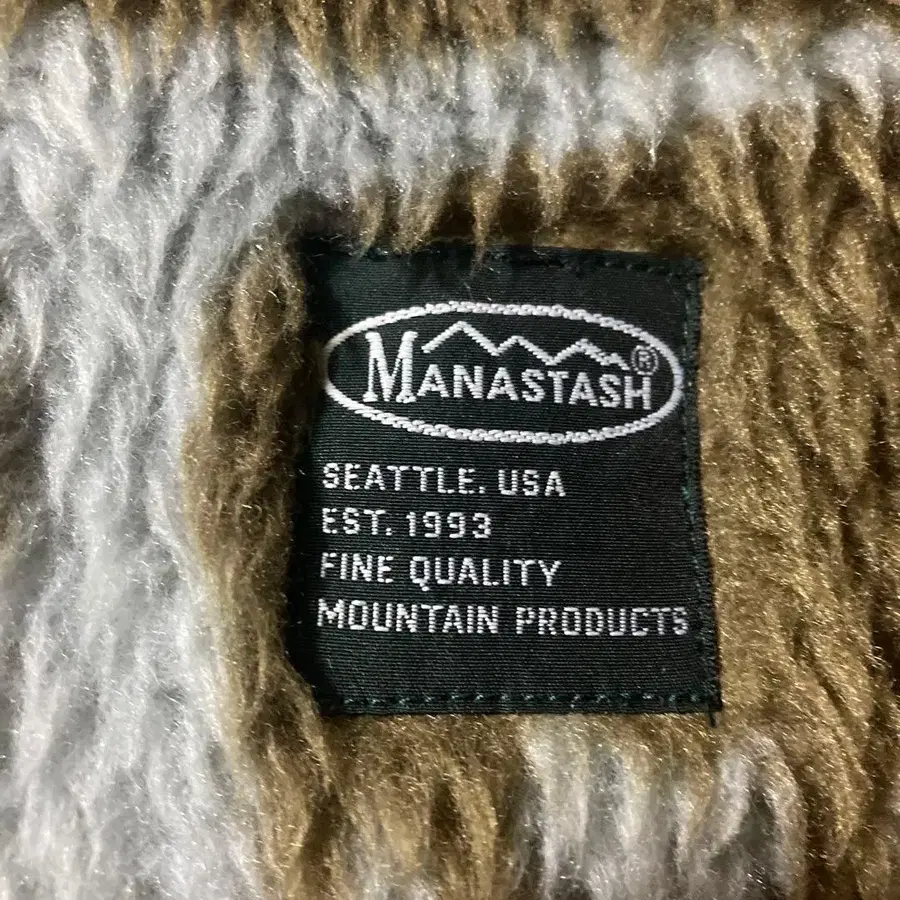 MANASTASH®
SEATTLE, USA
EST. 1993
FINE QUALITY
MOUNTAIN PRODUCTS